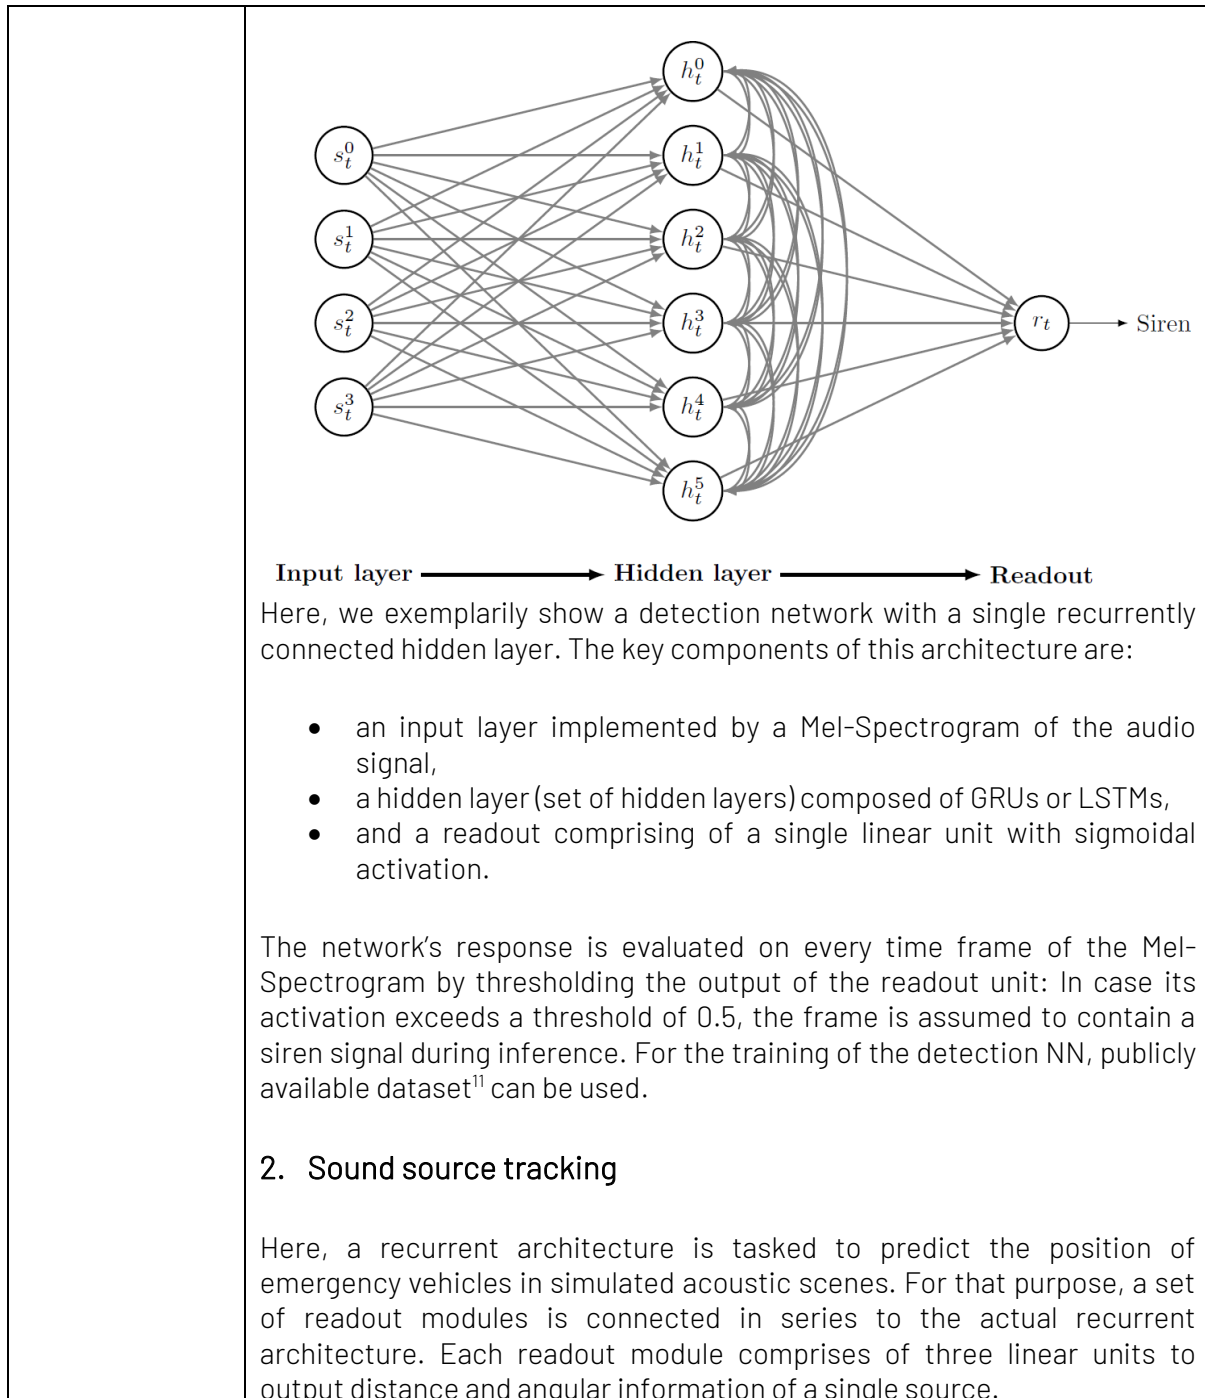 h_t^0
s_t^0
h_t^1
s_t^1
h_t^2
s_t^2
h_t^3
r_t
Siren
s_t^3
h_t^4
h_t^5
Input layer
Hidden layer
Readout
Here, we exemplarily show a detection network with a single recurrently
connected hidden layer. The key components of this architecture are:
• an input layer implemented by a Mel-Spectrogram of the audio
signal,
• a hidden layer (set of hidden layers) composed of GRUs or LSTMs,
• and a readout comprising of a single linear unit with sigmoidal
activation.
The network's response is evaluated on every time frame of the Mel-
Spectrogram by thresholding the output of the readout unit: In case its
activation exceeds a threshold of 0.5, the frame is assumed to contain a
siren signal during inference. For the training of the detection NN, publicly
available dataset¹¹ can be used.
2. Sound source tracking
Here, a recurrent architecture is tasked to predict the position of
emergency vehicles in simulated acoustic scenes. For that purpose, a set
of readout modules is connected in series to the actual recurrent
architecture. Each readout module comprises of three linear units to
output distance and angular information of a single source.